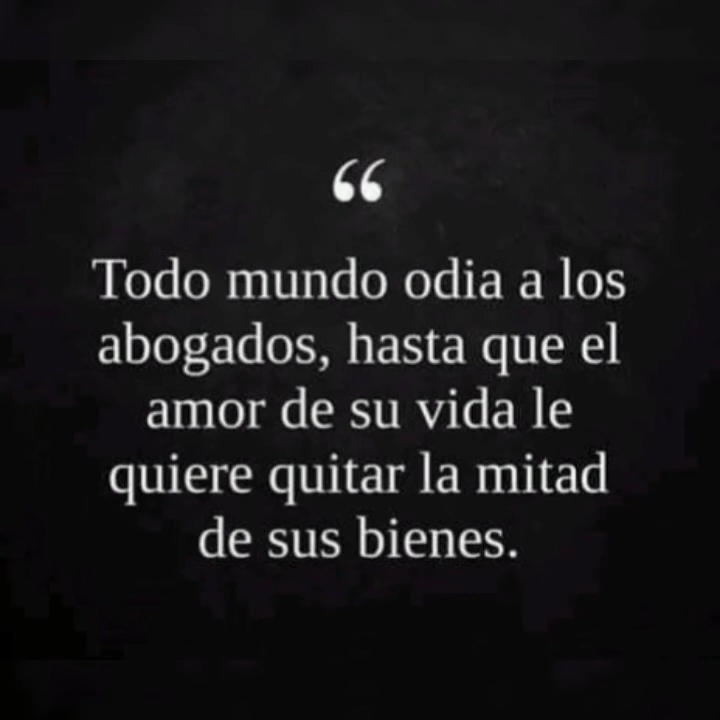 “
Todo mundo odia a los
abogados, hasta que el
amor de su vida le
quiere quitar la mitad
de sus bienes.